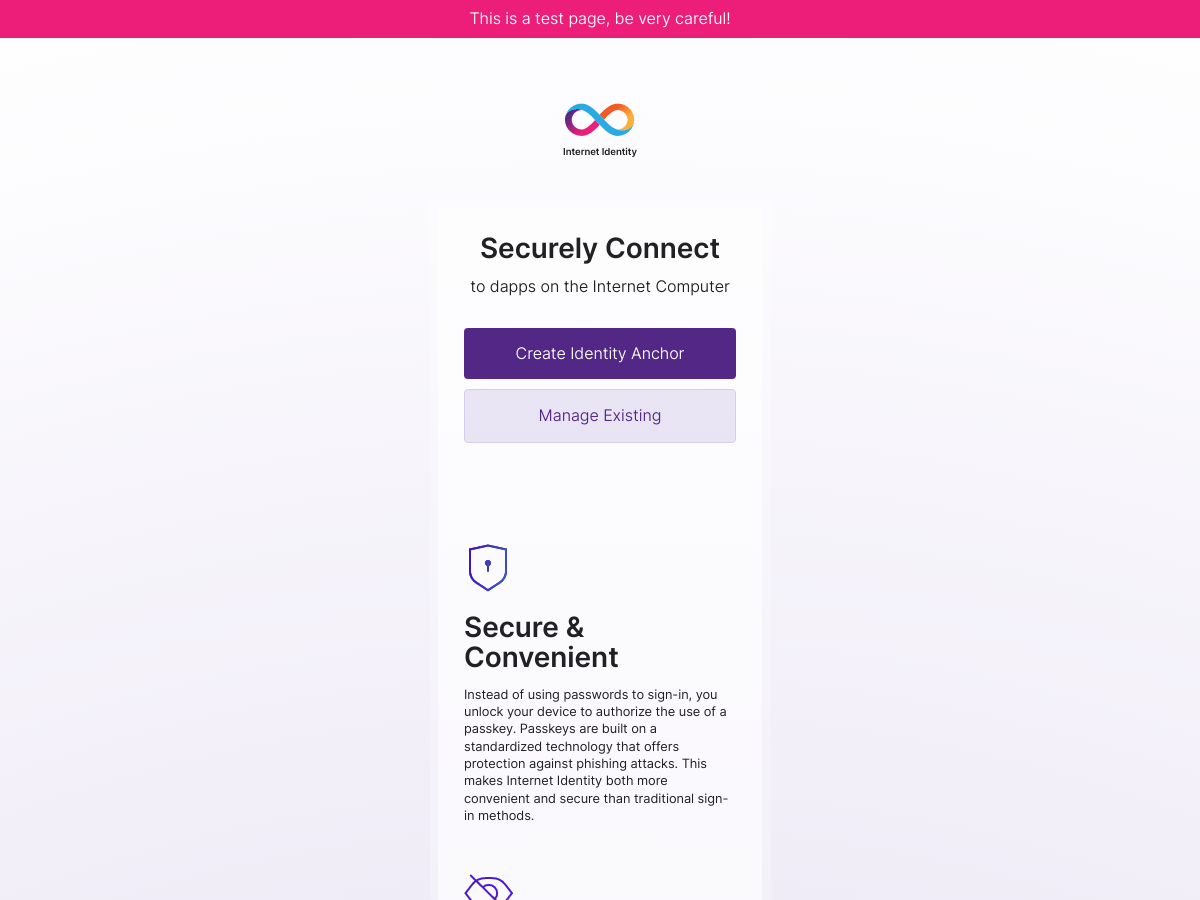 This is a test page, be very careful!
Internet Identity
Securely Connect
to dapps on the Internet Computer
Create Identity Anchor
Manage Existing
Secure &
Convenient
Instead of using passwords to sign-in, you
unlock your device to authorize the use of a
passkey. Passkeys are built on a
standardized technology that offers
protection against phishing attacks. This
makes Internet Identity both more
convenient and secure than traditional sign-
in methods.